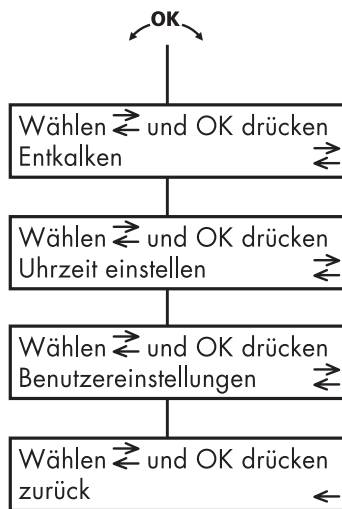 OK
Wählen ⇄ und OK drücken
Entkalken ⇄
Wählen ⇄ und OK drücken
Uhrzeit einstellen ⇄
Wählen ⇄ und OK drücken
Benutzereinstellungen ⇄
Wählen ⇄ und OK drücken
zurück ←